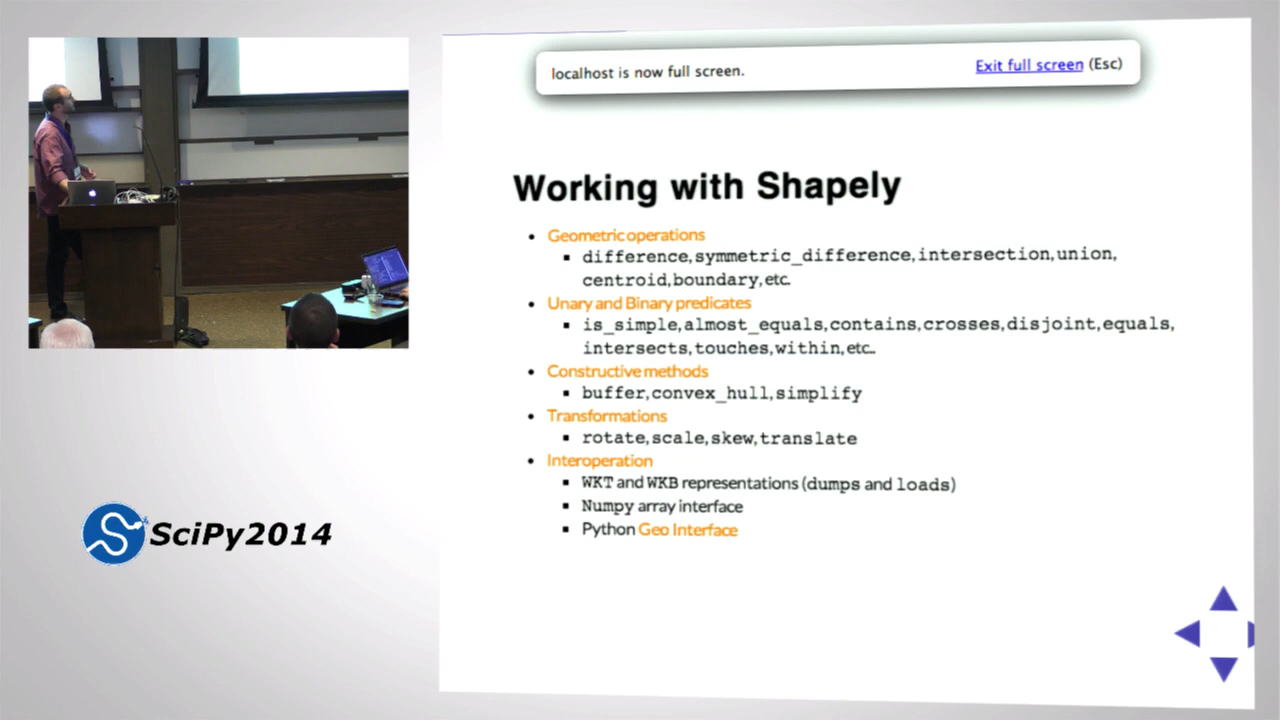 localhost is now full screen.
Exit full screen (Esc)
Working with Shapely
Geometric operations
difference, symmetric_difference, intersection, union,
centroid, boundary, etc.
Unary and Binary predicates
is_simple, almost_equals, contains, crosses, disjoint, equals,
intersects, touches, within, etc..
Constructive methods
buffer, convex_hull, simplify
Transformations
rotate, scale, skew, translate
Interoperation
WKT and WKB representations (dumps and loads)
Numpy array interface
Python Geo Interface
SciPy2014